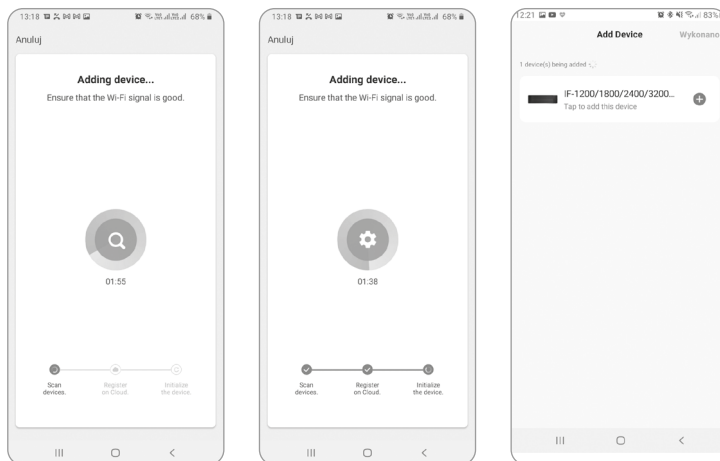 13:18 68%
Anuluj
Adding device...
Ensure that the Wi-Fi signal is good.
01:55
Scan
devices.
Register
on Cloud.
Initialize
the device.
13:18 68%
Anuluj
Adding device...
Ensure that the Wi-Fi signal is good.
01:38
Scan
devices.
Register
on Cloud.
Initialize
the device.
12:21 83%
Add Device Wykonano
1 device(s) being added
IF-1200/1800/2400/3200...
Tap to add this device